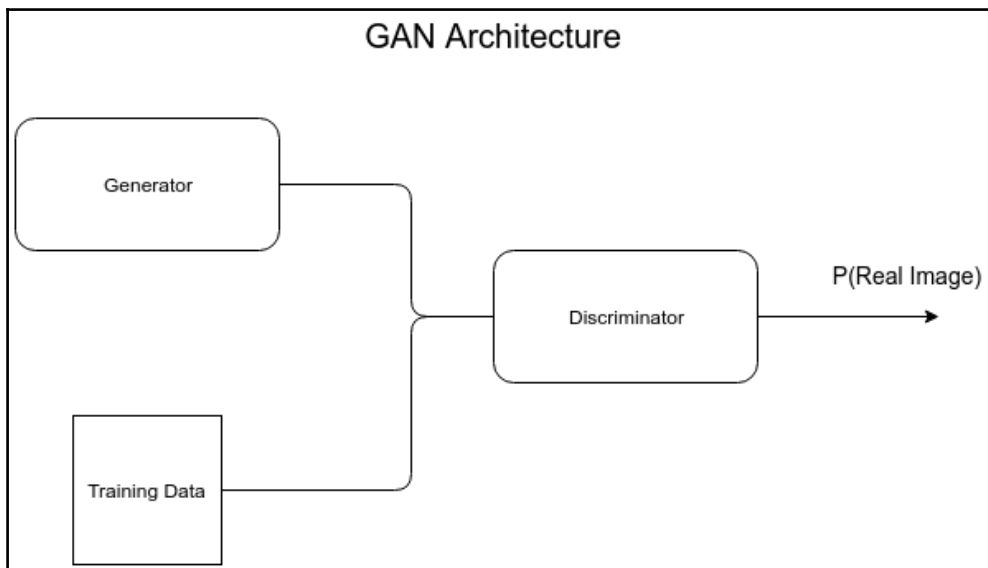 GAN Architecture
Generator
P(Real Image)
Discriminator
Training Data